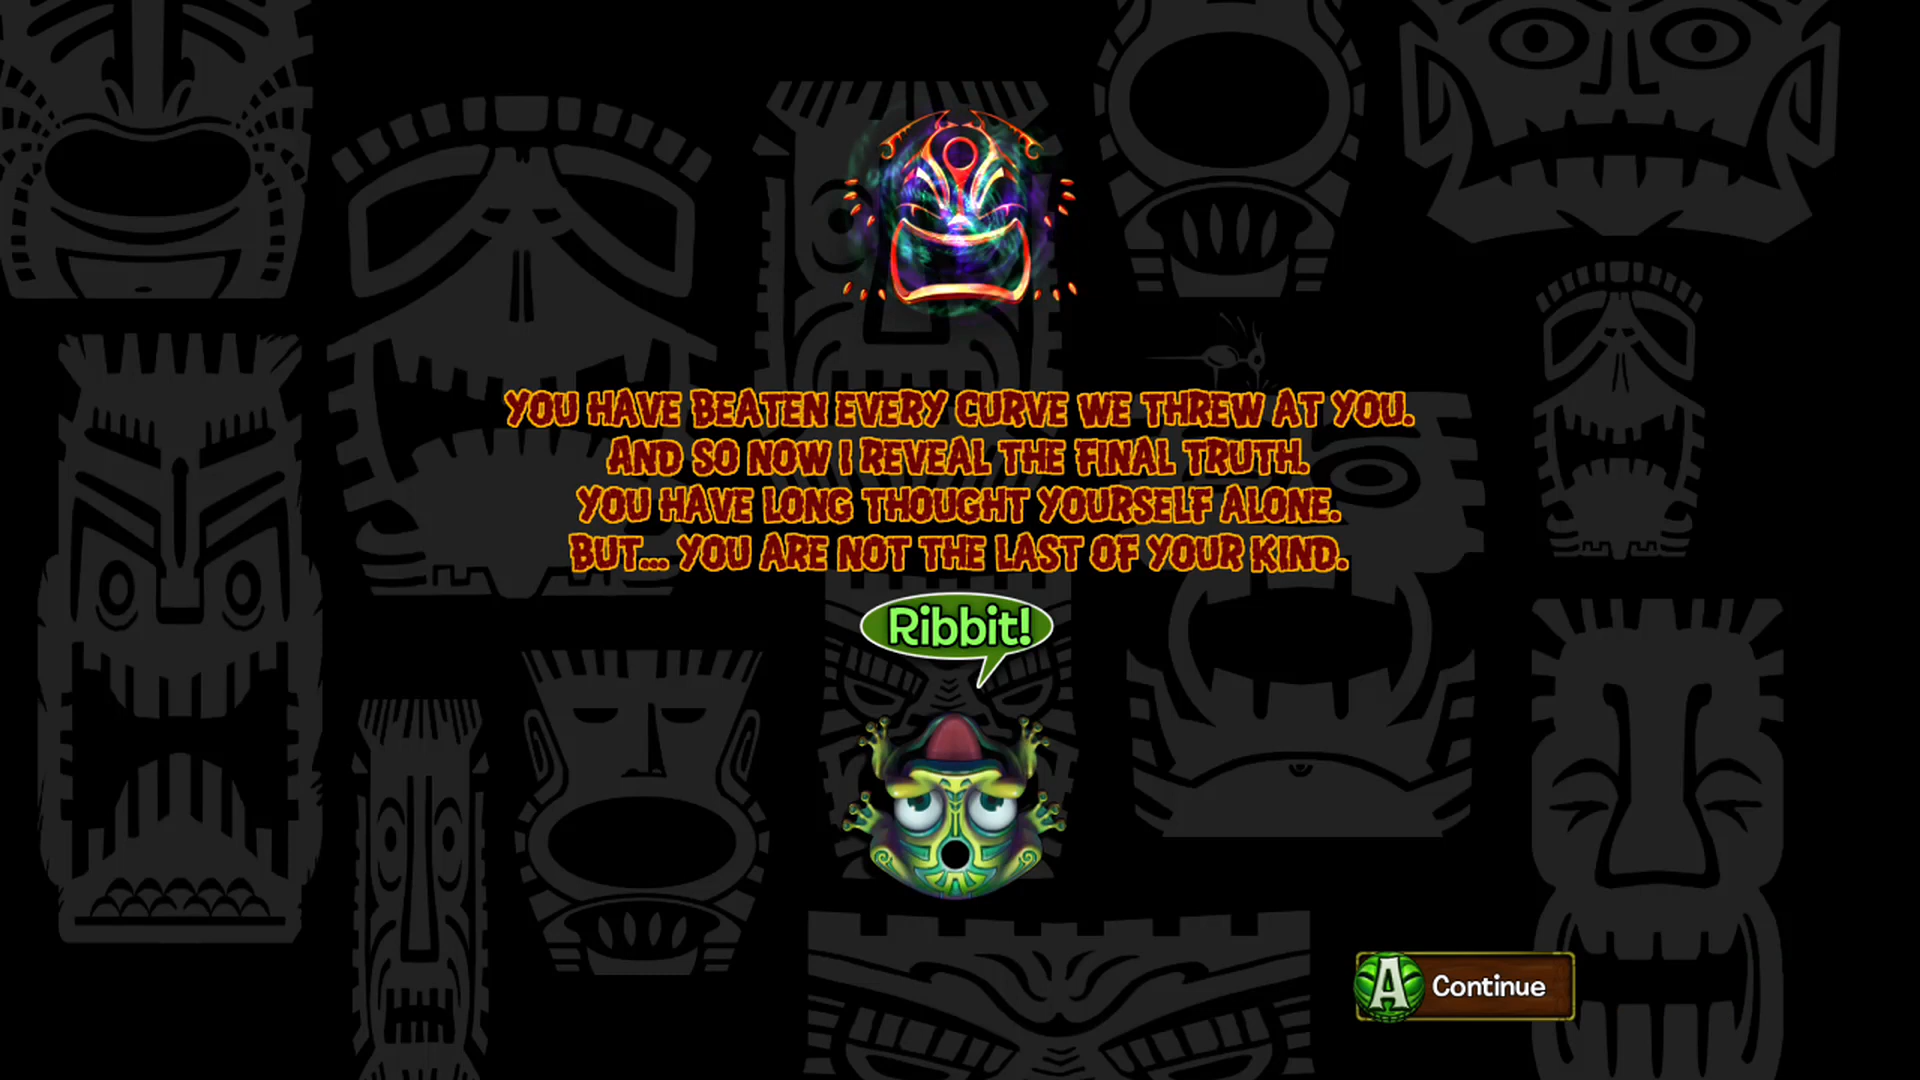 YOU HAVE BEATEN EVERY CURVE WE THREW AT YOU.
AND SO NOW I REVEAL THE FINAL TRUTH.
YOU HAVE LONG THOUGHT YOURSELF ALONE.
BUT... YOU ARE NOT THE LAST OF YOUR KIND.
Ribbit!
A Continue